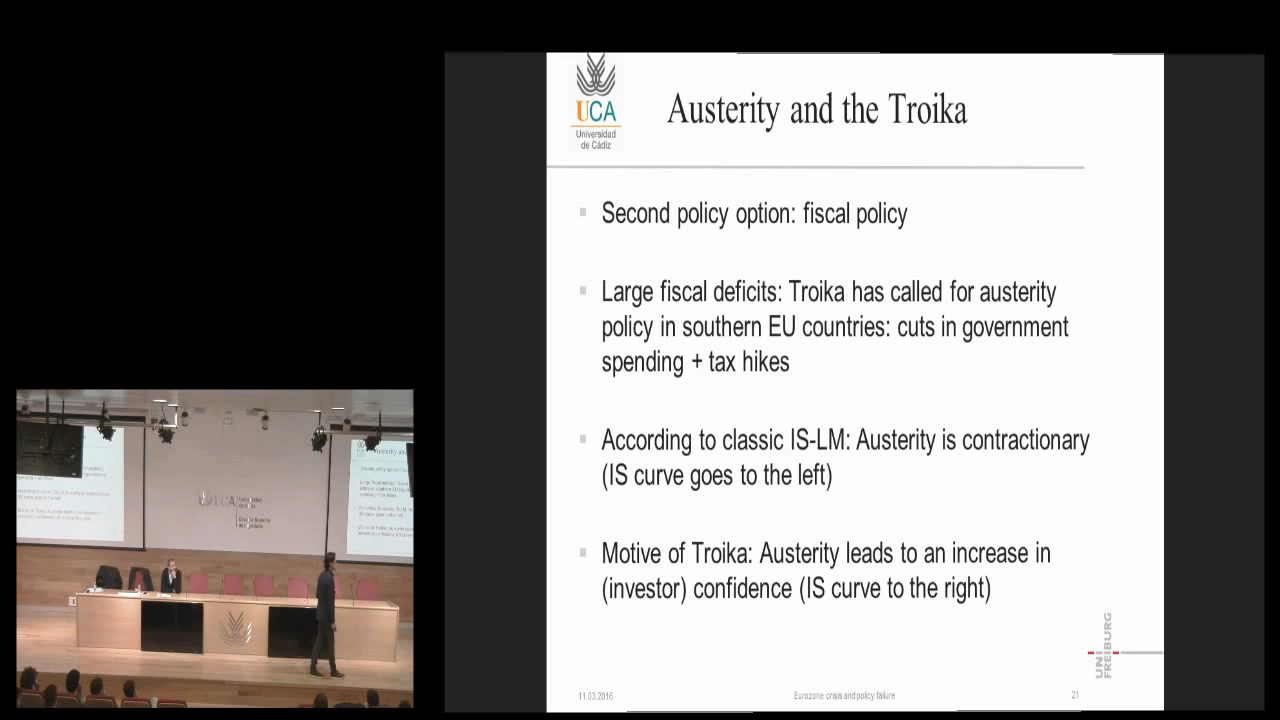 UCA
Universidad
de Cádiz
Austerity and the Troika
Second policy option: fiscal policy
Large fiscal deficits: Troika has called for austerity
policy in southern EU countries: cuts in government
spending + tax hikes
According to classic IS-LM: Austerity is contractionary
(IS curve goes to the left)
Motive of Troika: Austerity leads to an increase in
(investor) confidence (IS curve to the right)
UNI
FREIBURG
11.03.2016
Eurozone crisis and policy failure
21
UCA